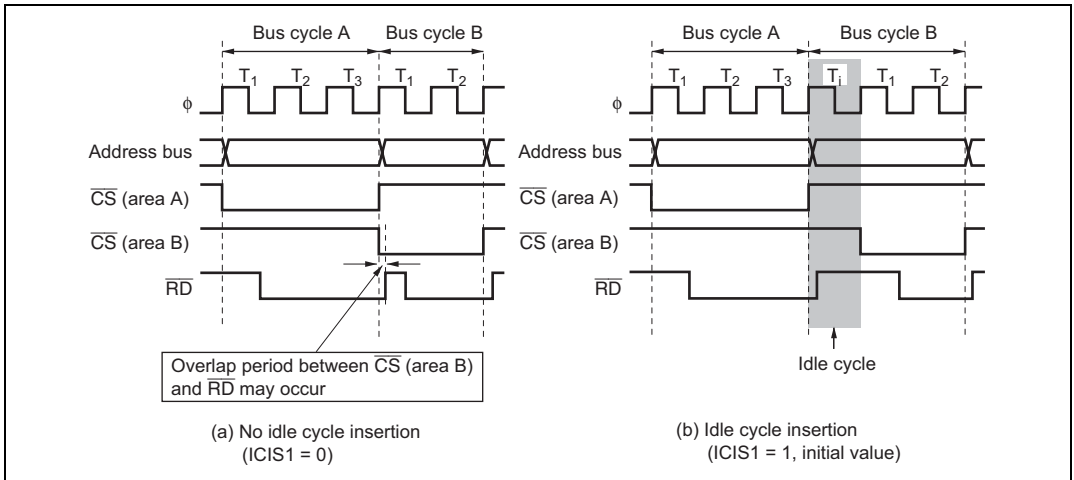 Bus cycle A Bus cycle B
T1 T2 T3 T1 T2
φ
Address bus
CS (area A)
CS (area B)
RD
Overlap period between CS (area B)
and RD may occur
(a) No idle cycle insertion
(ICIS1 = 0)
Bus cycle A Bus cycle B
T1 T2 T3 Ti T1 T2
φ
Address bus
CS (area A)
CS (area B)
RD
Idle cycle
(b) Idle cycle insertion
(ICIS1 = 1, initial value)